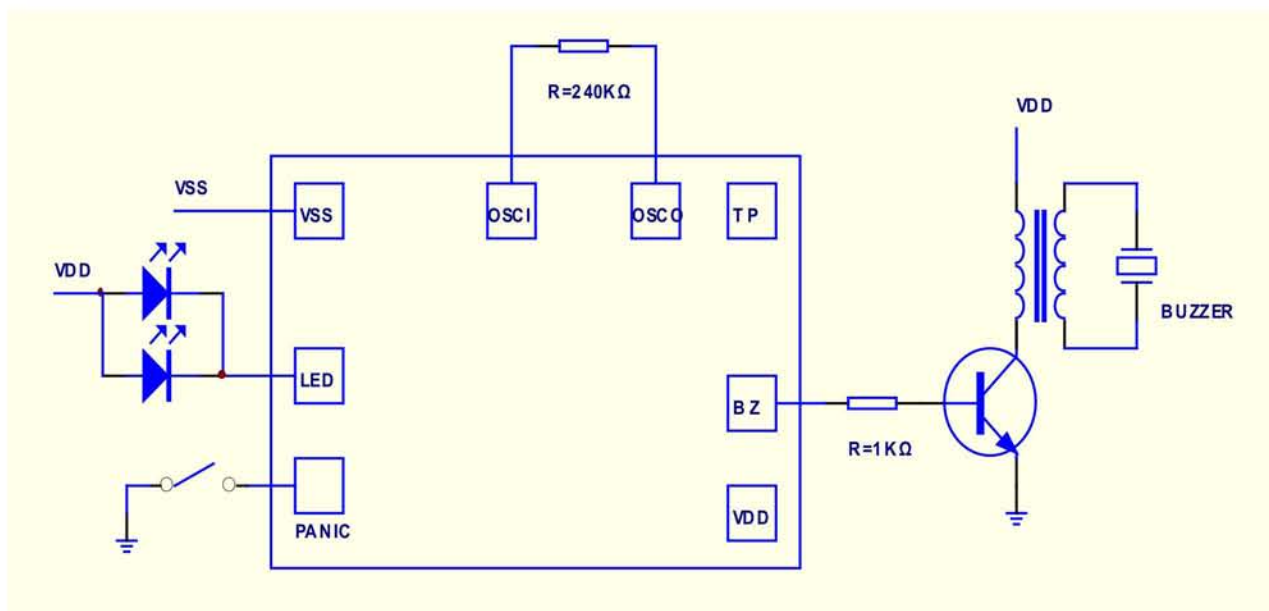 R=240KΩ
VDD
VSS
VSS
OSCI
OSCO
TP
VDD
BUZZER
LED
BZ
R=1KΩ
PANIC
VDD